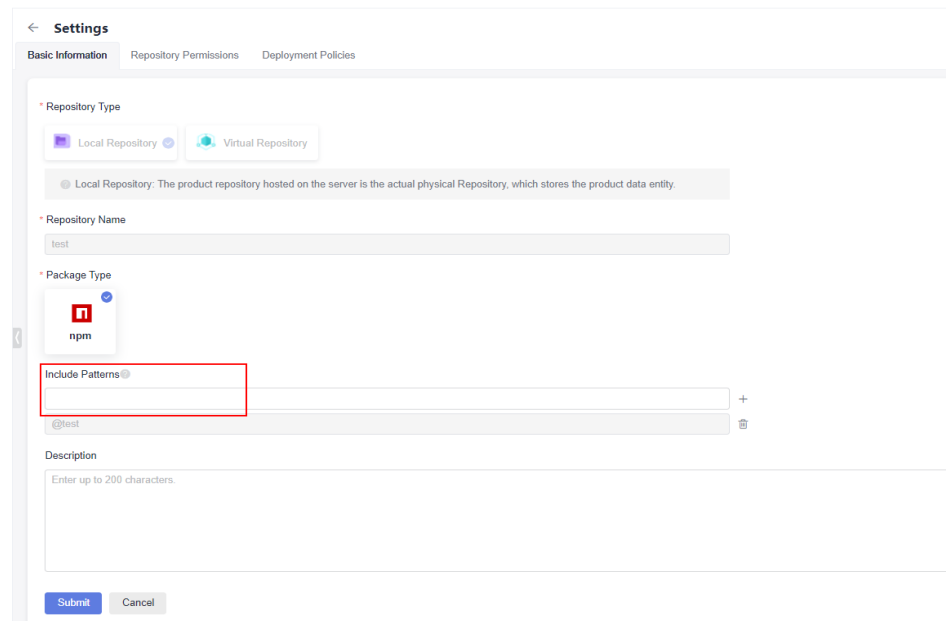 ← Settings
Basic Information Repository Permissions Deployment Policies
* Repository Type
Local Repository Virtual Repository
Local Repository: The product repository hosted on the server is the actual physical Repository, which stores the product data entity.
* Repository Name
test
* Package Type
npm
Include Patterns
+
@test
Description
Enter up to 200 characters.
Submit Cancel